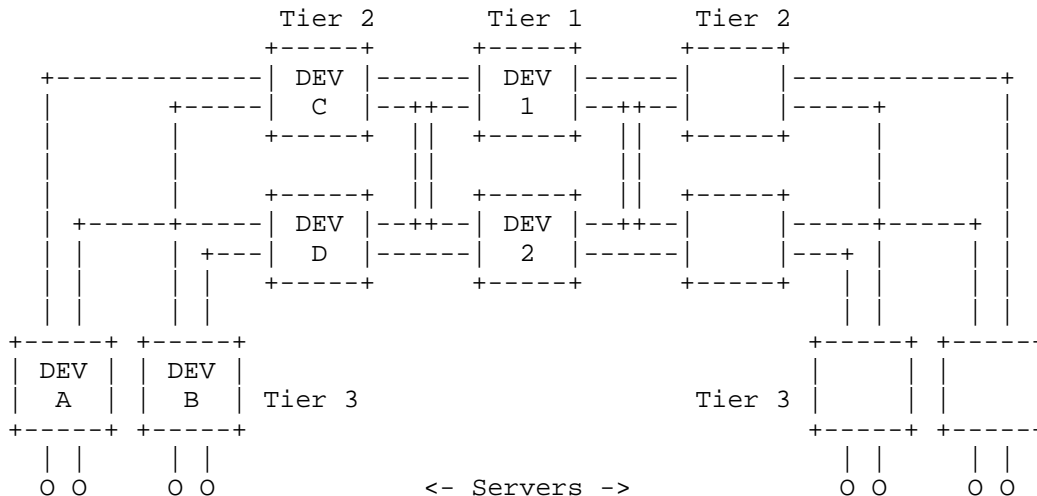 Tier 2 Tier 1 Tier 2
DEV DEV
C 1
DEV DEV
D 2
DEV DEV
A B Tier 3 Tier 3
O O O O <- Servers -> O O O O